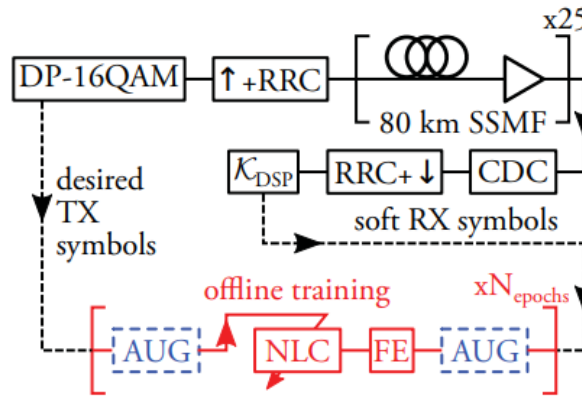 x25
DP-16QAM
↑+RRC
80 km SSMF
𝒦DSP
RRC+↓
CDC
desired
TX
symbols
soft RX symbols
offline training
xNepochs
AUG
NLC
FE
AUG